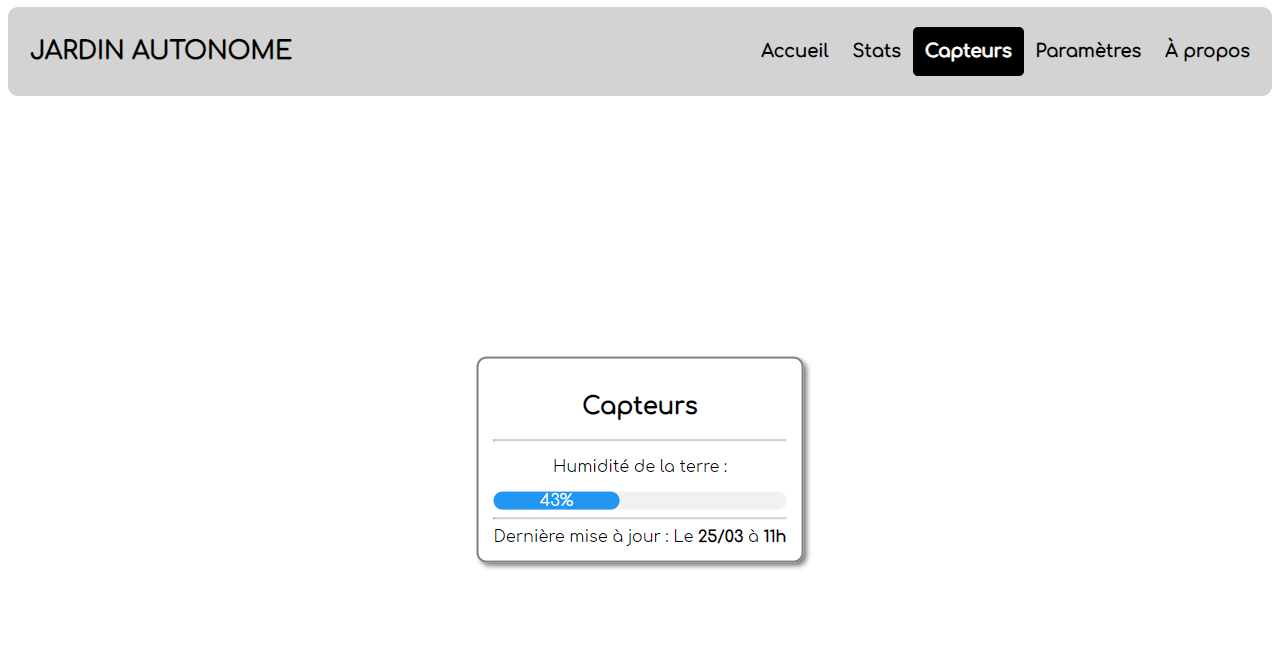 JARDIN AUTONOME
Accueil Stats Capteurs Paramètres À propos
Capteurs
Humidité de la terre :
43%
Dernière mise à jour : Le 25/03 à 11h